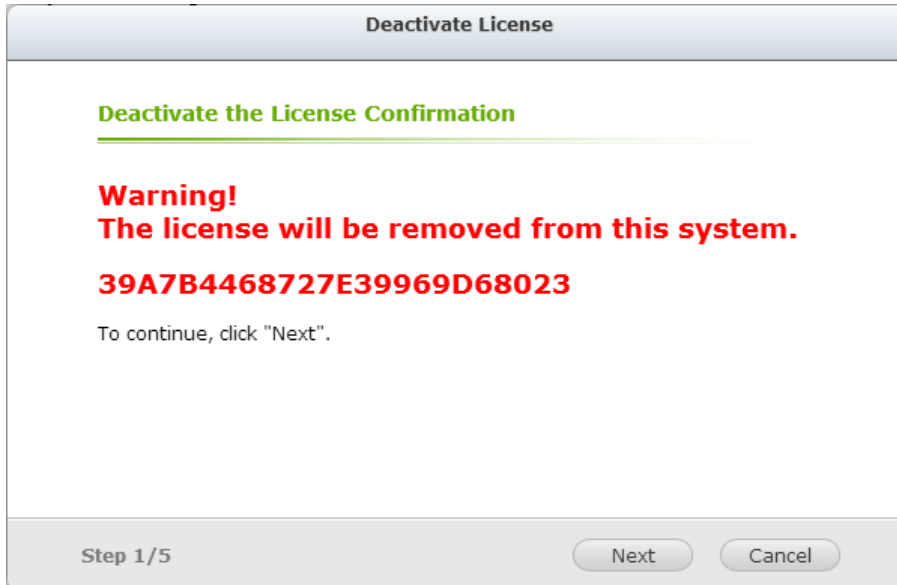 Deactivate License
Deactivate the License Confirmation
Warning!
The license will be removed from this system.
39A7B4468727E39969D68023
To continue, click "Next".
Step 1/5
Next
Cancel